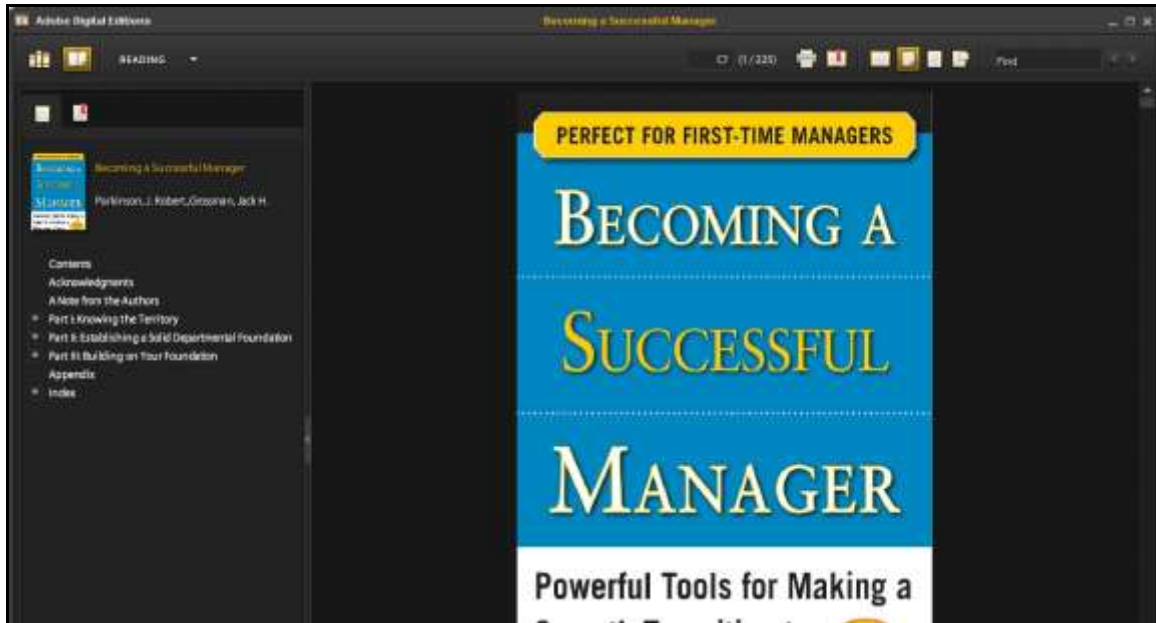 Adobe Digital Editions
Becoming a Successful Manager
READING
(1/225)
Find
Becoming a Successful Manager
Parkinson, J. Robert,,Grossman, Jack H.
Contents
Acknowledgments
A Note from the Authors
Part I: Knowing the Territory
Part II: Establishing a Solid Departmental Foundation
Part III: Building on Your Foundation
Appendix
Index
PERFECT FOR FIRST-TIME MANAGERS
BECOMING A
SUCCESSFUL
MANAGER
Powerful Tools for Making a